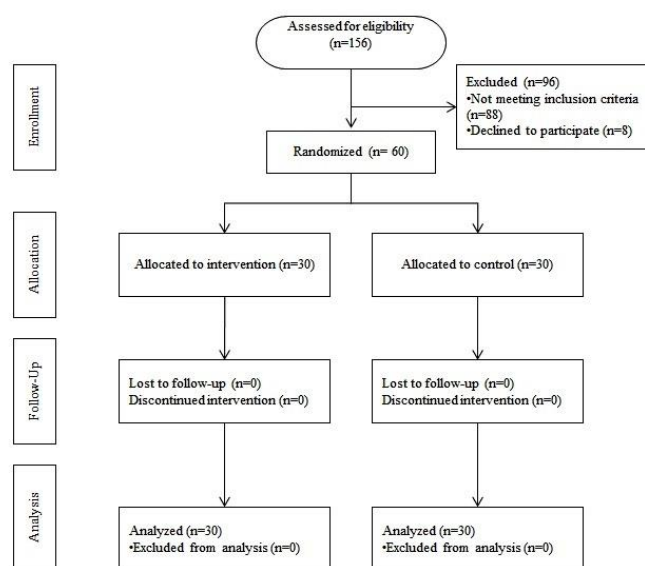 Assessed for eligibility
(n=156)
Enrollment
Excluded (n=96)
•Not meeting inclusion criteria
(n=88)
•Declined to participate (n=8)
Randomized (n= 60)
Allocation
Allocated to intervention (n=30)
Allocated to control (n=30)
Follow-Up
Lost to follow-up (n=0)
Discontinued intervention (n=0)
Lost to follow-up (n=0)
Discontinued intervention (n=0)
Analysis
Analyzed (n=30)
•Excluded from analysis (n=0)
Analyzed (n=30)
•Excluded from analysis (n=0)